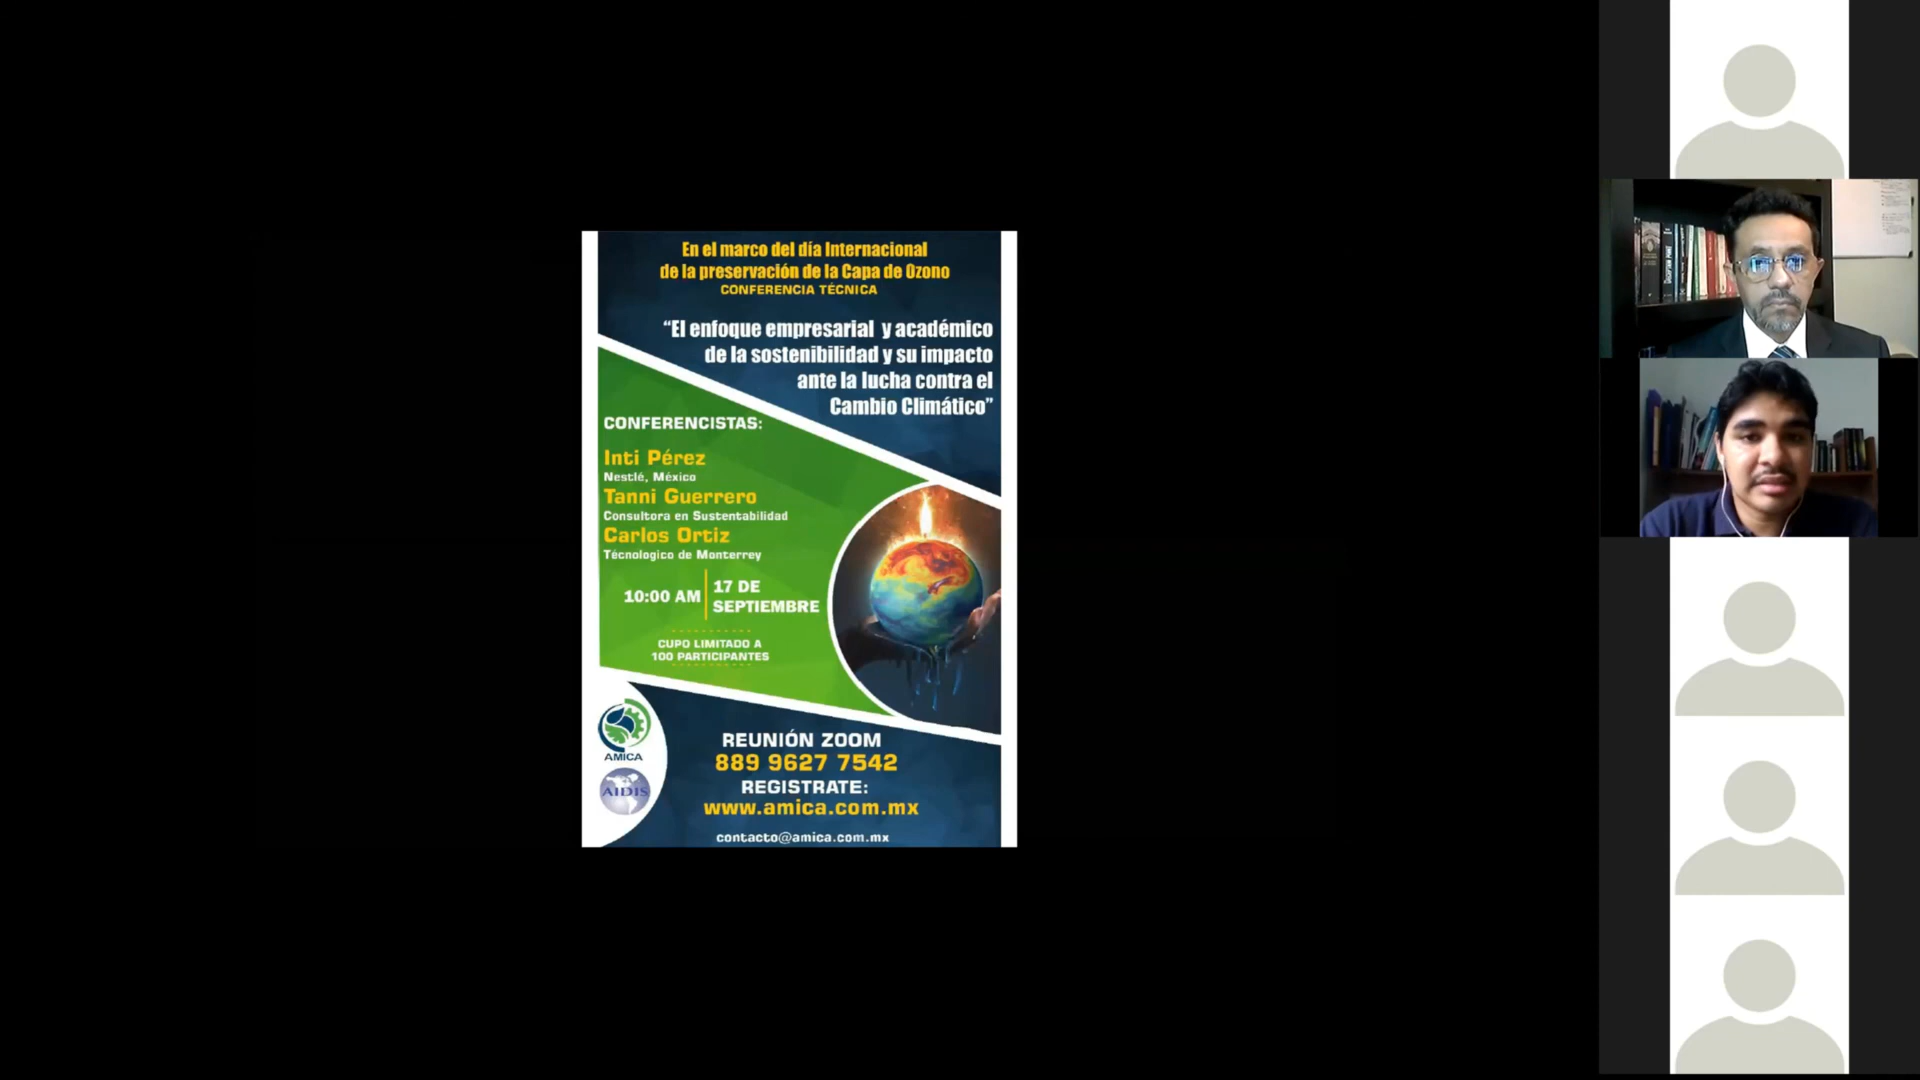 En el marco del día Internacional
de la preservación de la Capa de Ozono
CONFERENCIA TÉCNICA
“El enfoque empresarial y académico
de la sostenibilidad y su impacto
ante la lucha contra el
Cambio Climático”
CONFERENCISTAS:
Inti Pérez
Nestlé, México
Tanni Guerrero
Consultora en Sustentabilidad
Carlos Ortiz
Técnologico de Monterrey
10:00 AM
17 DE
SEPTIEMBRE
CUPO LIMITADO A
100 PARTICIPANTES
AMICA
AIDIS
REUNIÓN ZOOM
889 9627 7542
REGISTRATE:
www.amica.com.mx
contacto@amica.com.mx